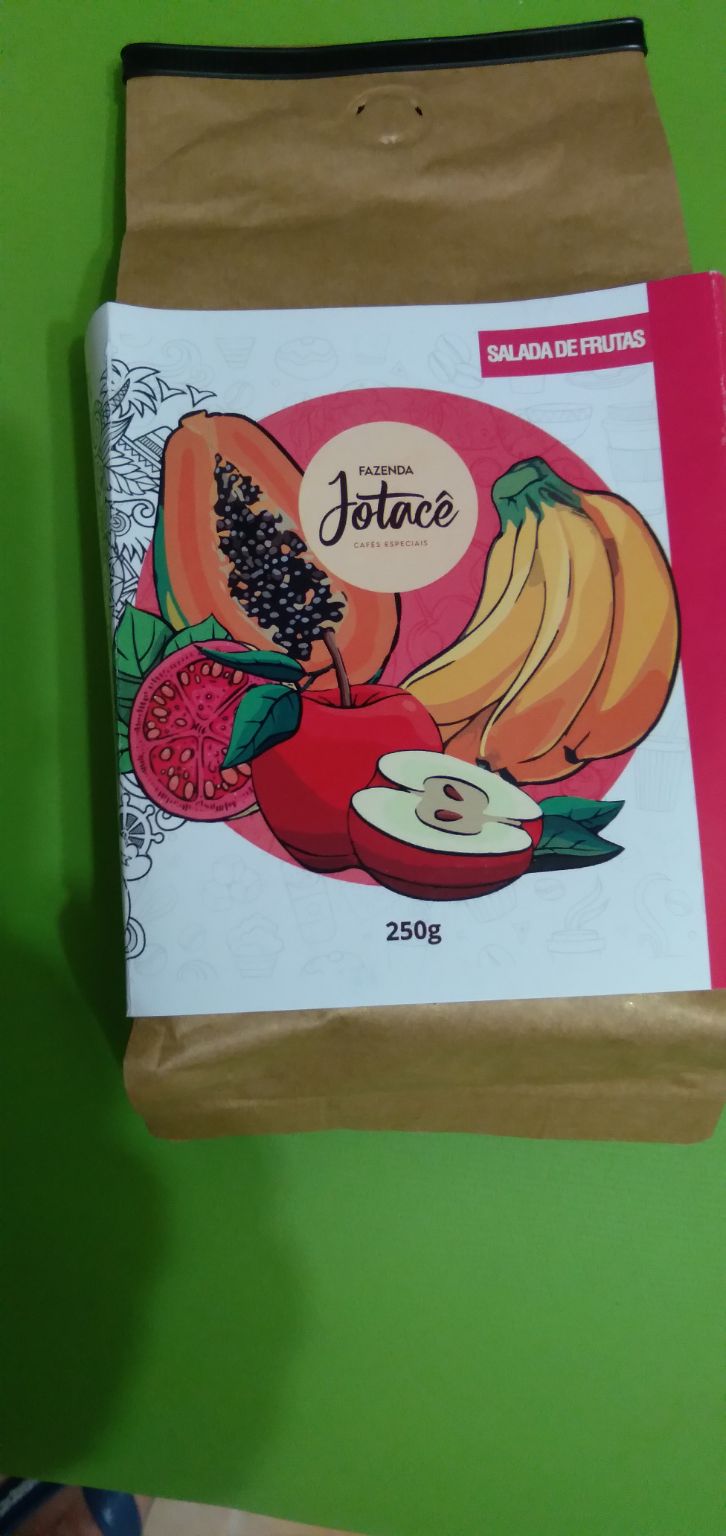 SALADA DE FRUTAS
FAZENDA
Jotacê
CAFÉS ESPECIAIS
250g